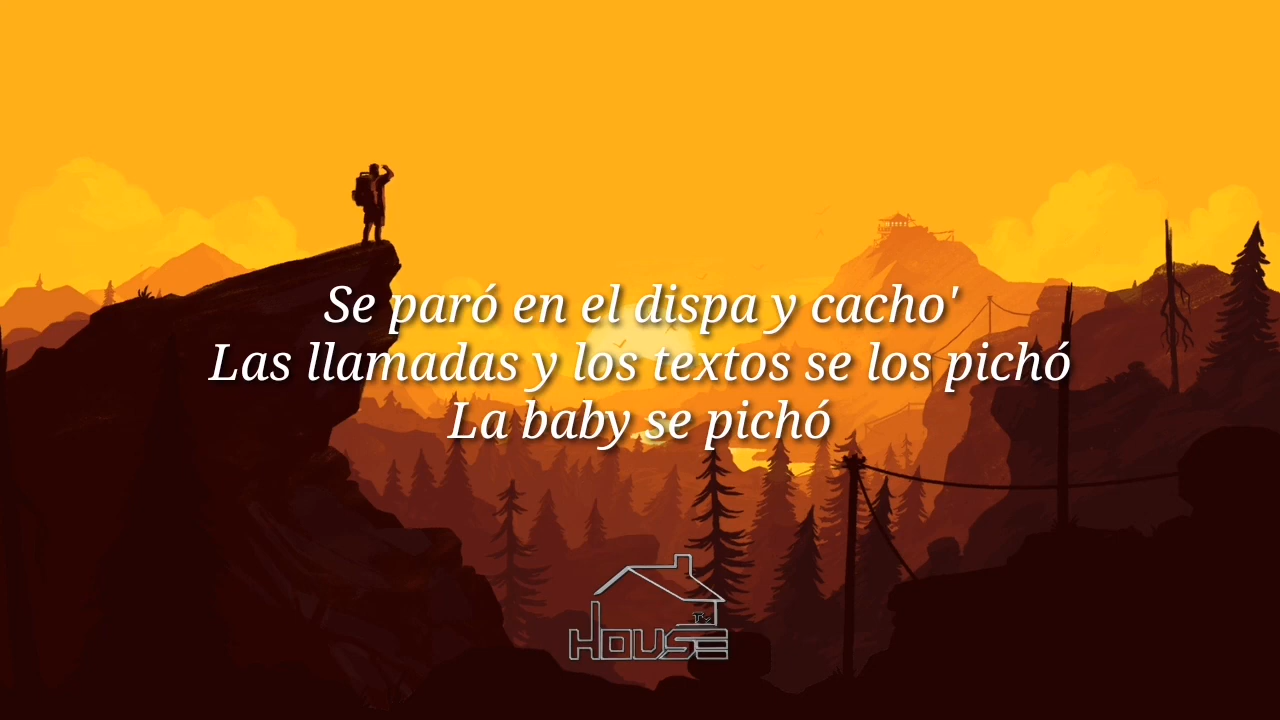 Se paró en el dispa y cacho'
Las llamadas y los textos se los pichó
La baby se pichó
HOUSE